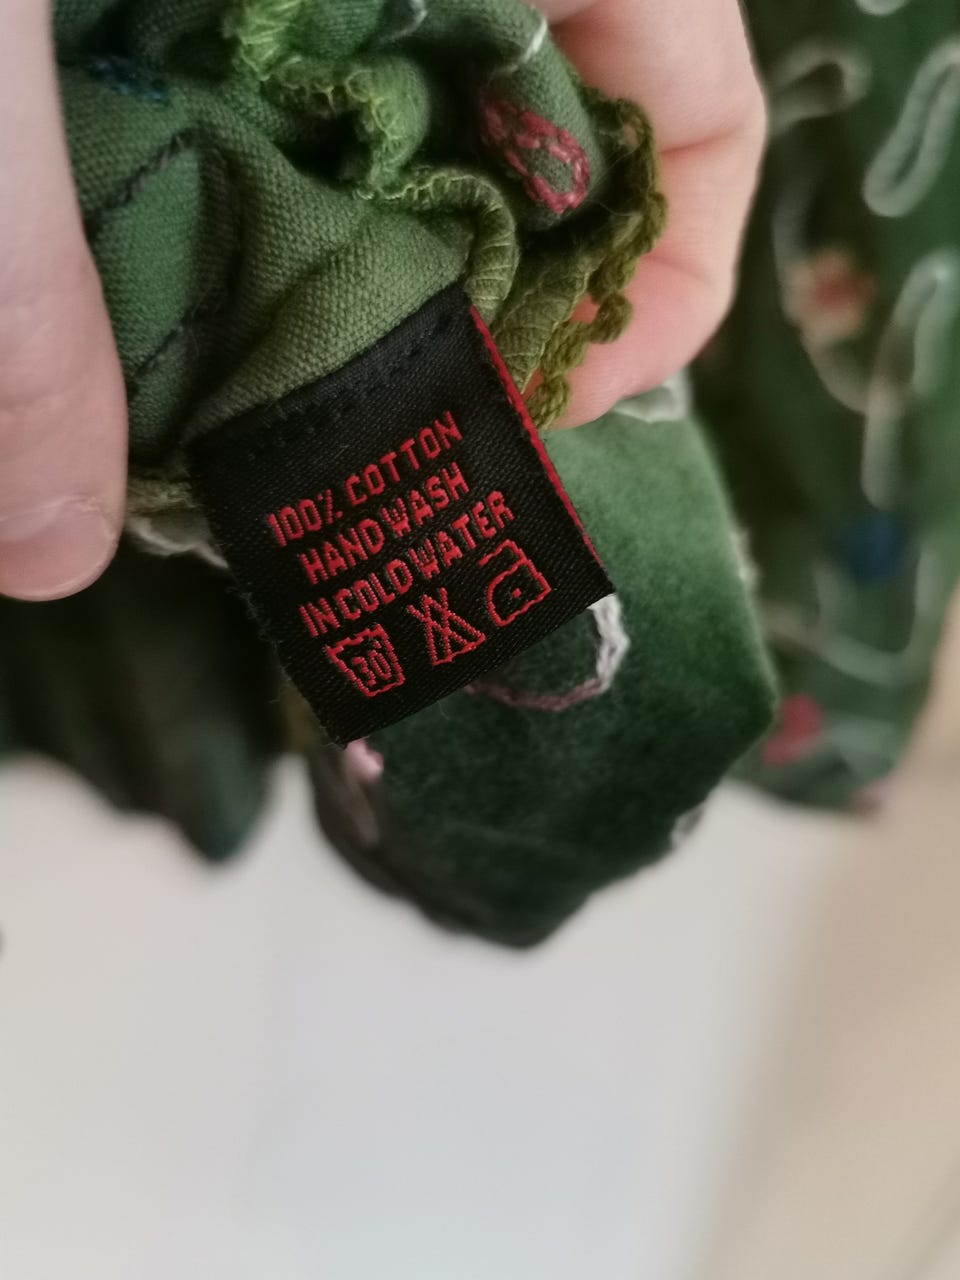 100% COTTON
HAND WASH
IN COLD WATER
30